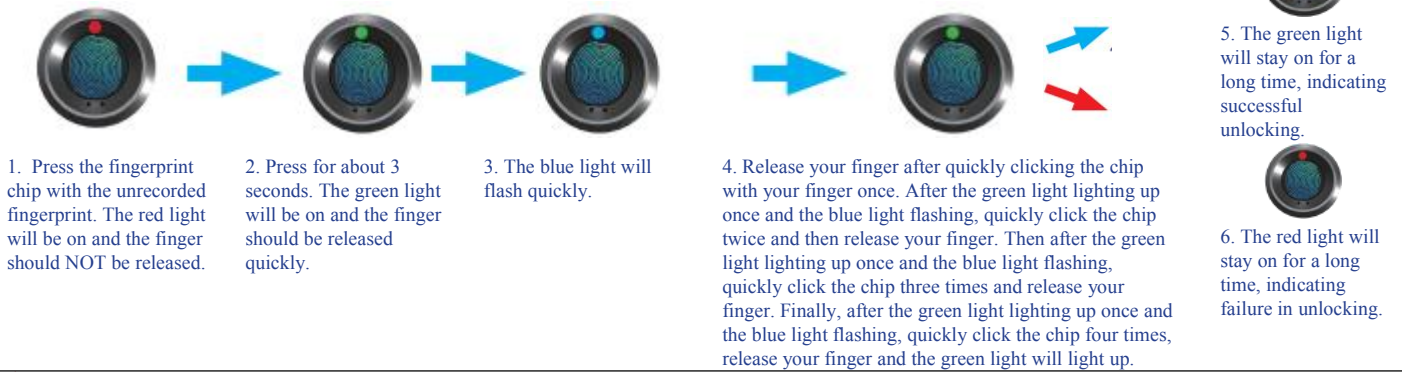 1. Press the fingerprint
chip with the unrecorded
fingerprint. The red light
will be on and the finger
should NOT be released.
2. Press for about 3
seconds. The green light
will be on and the finger
should be released
quickly.
3. The blue light will
flash quickly.
4. Release your finger after quickly clicking the chip
with your finger once. After the green light lighting up
once and the blue light flashing, quickly click the chip
twice and then release your finger. Then after the green
light lighting up once and the blue light flashing,
quickly click the chip three times and release your
finger. Finally, after the green light lighting up once and
the blue light flashing, quickly click the chip four times,
release your finger and the green light will light up.
5. The green light
will stay on for a
long time, indicating
successful
unlocking.
6. The red light will
stay on for a long
time, indicating
failure in unlocking.